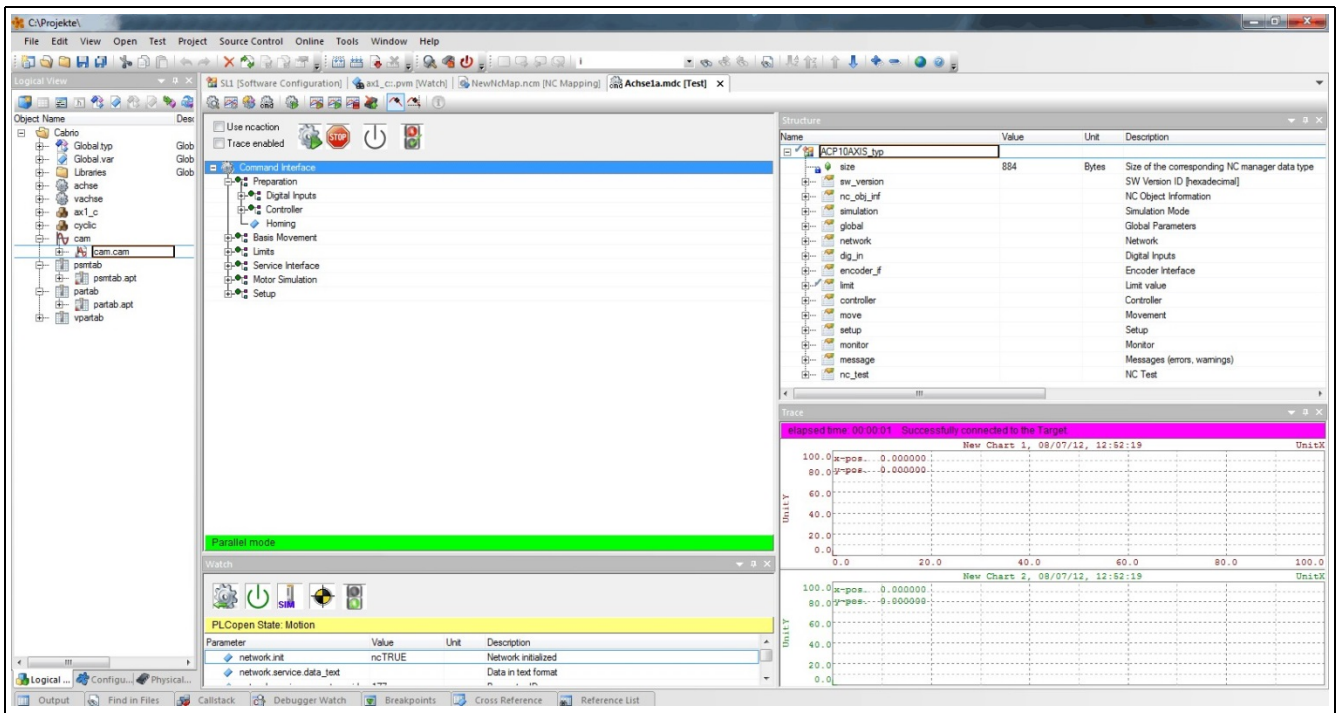 C:\Projekte\
File Edit View Open Test Project Source Control Online Tools Window Help
Logical View
SL1 [Software Configuration] ax1_c::.pvm [Watch] NewNcMap.ncm [NC Mapping] Achse1a.mdc [Test]
Object Name Desc
Cabrio
Global.typ Glob
Global.var Glob
Libraries Glob
achse
vachse
ax1_c
cyclic
cam
cam.cam
psmtab
psmtab.apt
partab
partab.apt
vpartab
Logical ... Configu... Physical...
Use ncaction
Trace enabled
STOP
Command Interface
Preparation
Digital Inputs
Controller
Homing
Basis Movement
Limits
Service Interface
Motor Simulation
Setup
Parallel mode
Watch
SIM
PLCopen State: Motion
Parameter Value Unit Description
network.init ncTRUE Network initialized
network.service.data_text Data in text format
Structure
Name Value Unit Description
ACP10AXIS_typ
size 884 Bytes Size of the corresponding NC manager data type
sw_version SW Version ID [hexadecimal]
nc_obj_inf NC Object Information
simulation Simulation Mode
global Global Parameters
network Network
dig_in Digital Inputs
encoder_if Encoder Interface
limit Limit value
controller Controller
move Movement
setup Setup
monitor Monitor
message Messages (errors, warnings)
nc_test NC Test
Trace
elapsed time: 00:00:01 Successfully connected to the Target.
New Chart 1, 08/07/12, 12:52:19 UnitX
100.0 x-pos. 0.000000
80.0 y-pos. 0.000000
60.0
UnitY
40.0
20.0
0.0
0.0 20.0 40.0 60.0 80.0 100.0
New Chart 2, 08/07/12, 12:52:19 UnitX
100.0 x-pos. 0.000000
80.0 y-pos. 0.000000
60.0
UnitY
40.0
20.0
0.0
Output Find in Files Callstack Debugger Watch Breakpoints Cross Reference Reference List